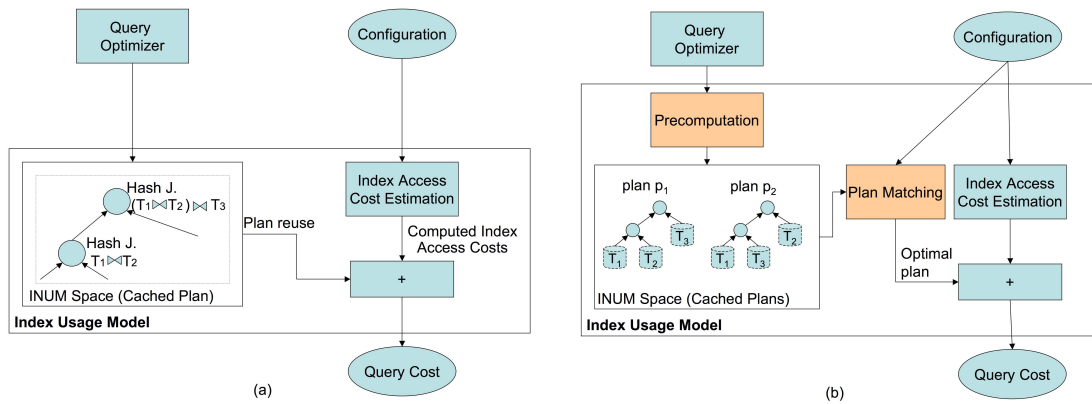 Query
Optimizer
Configuration
Index Access
Cost Estimation
Hash J.
(T₁⋈T₂) ⋈ T₃
Hash J.
T₁⋈T₂
INUM Space (Cached Plan)
Plan reuse
Computed Index
Access Costs
+
Index Usage Model
Query Cost
(a)
Query
Optimizer
Configuration
Precomputation
plan p₁
T₁
T₂
T₃
plan p₂
T₁
T₃
T₂
INUM Space (Cached Plans)
Plan Matching
Index Access
Cost Estimation
Optimal
plan
+
Index Usage Model
Query Cost
(b)